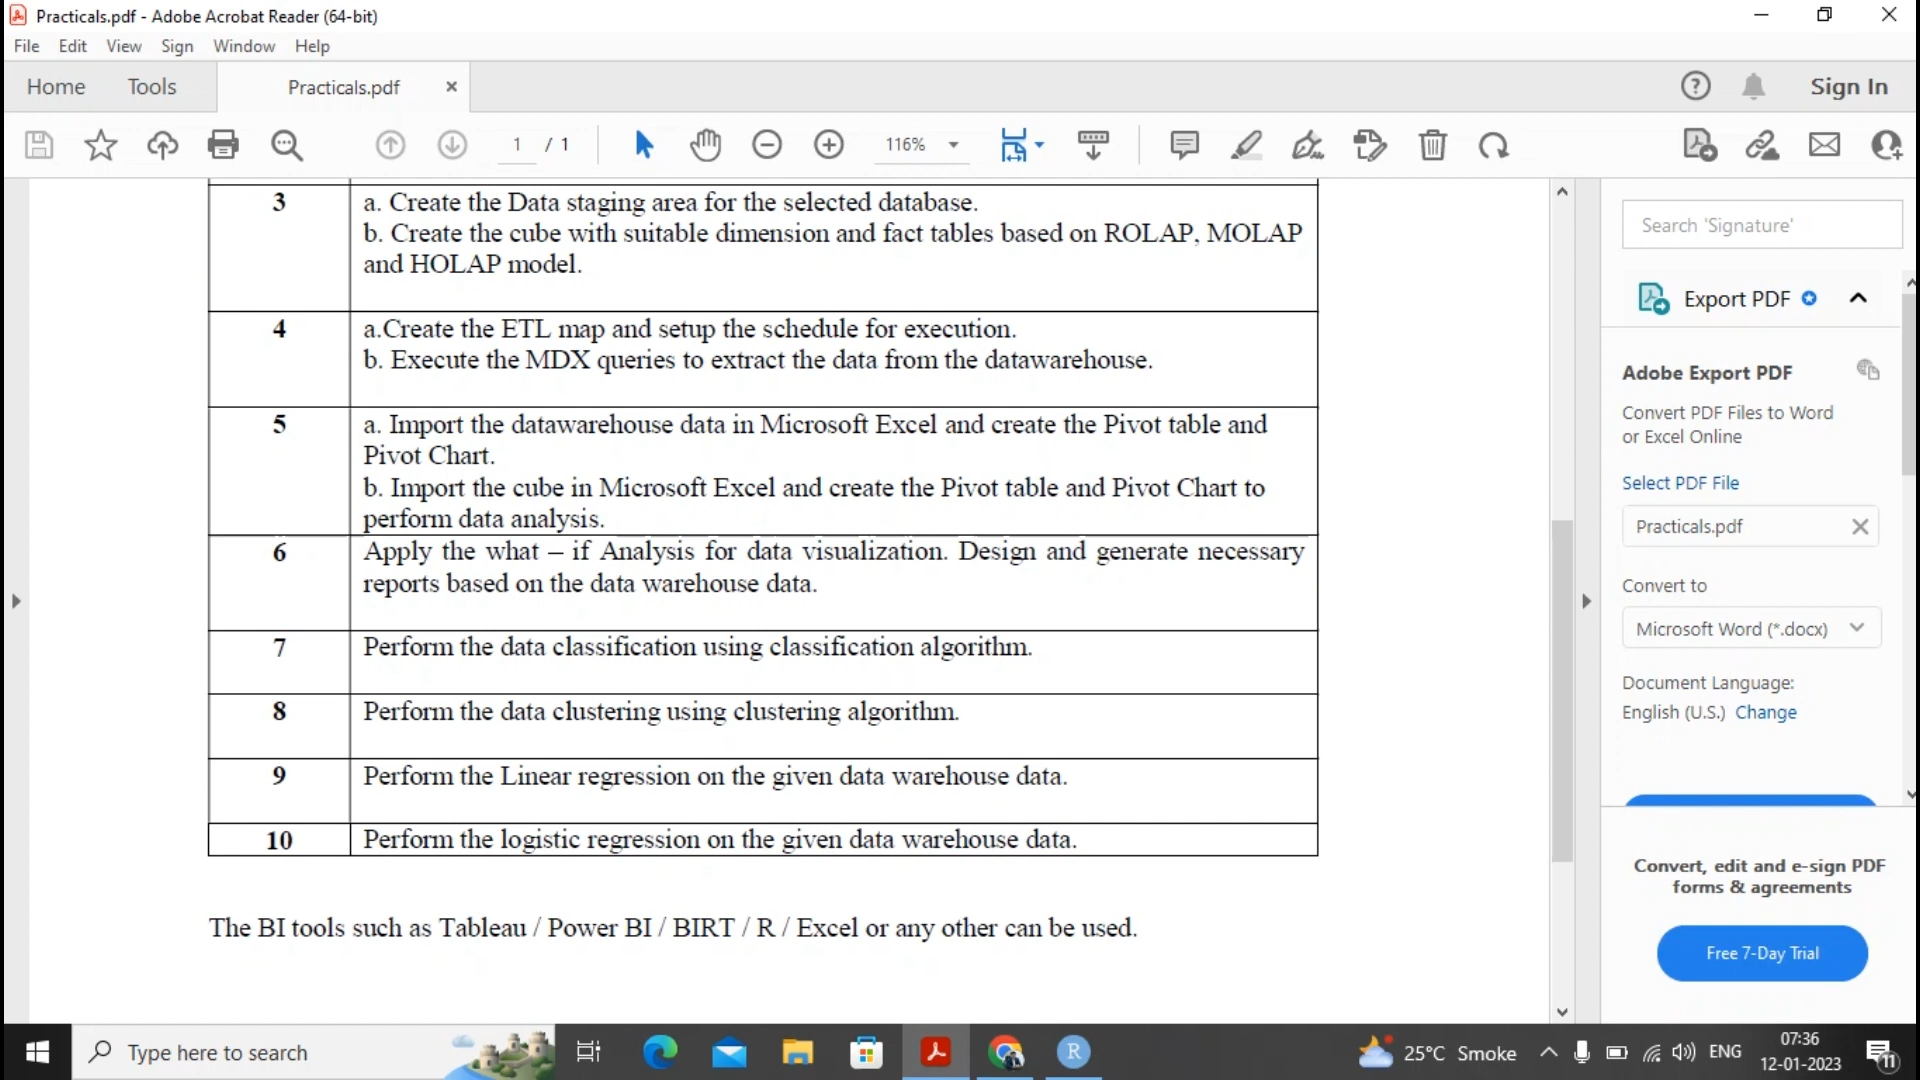 Practicals.pdf - Adobe Acrobat Reader (64-bit)
File Edit View Sign Window Help
Home Tools Practicals.pdf Sign In
1 / 1 116%
3 a. Create the Data staging area for the selected database.
b. Create the cube with suitable dimension and fact tables based on ROLAP, MOLAP
and HOLAP model.
4 a.Create the ETL map and setup the schedule for execution.
b. Execute the MDX queries to extract the data from the datawarehouse.
5 a. Import the datawarehouse data in Microsoft Excel and create the Pivot table and
Pivot Chart.
b. Import the cube in Microsoft Excel and create the Pivot table and Pivot Chart to
perform data analysis.
6 Apply the what – if Analysis for data visualization. Design and generate necessary
reports based on the data warehouse data.
7 Perform the data classification using classification algorithm.
8 Perform the data clustering using clustering algorithm.
9 Perform the Linear regression on the given data warehouse data.
10 Perform the logistic regression on the given data warehouse data.
The BI tools such as Tableau / Power BI / BIRT / R / Excel or any other can be used.
Search 'Signature'
Export PDF
Adobe Export PDF
Convert PDF Files to Word
or Excel Online
Select PDF File
Practicals.pdf
Convert to
Microsoft Word (*.docx)
Document Language:
English (U.S.) Change
Convert, edit and e-sign PDF
forms & agreements
Free 7-Day Trial
Type here to search
R
25°C Smoke
ENG
07:36
12-01-2023
11